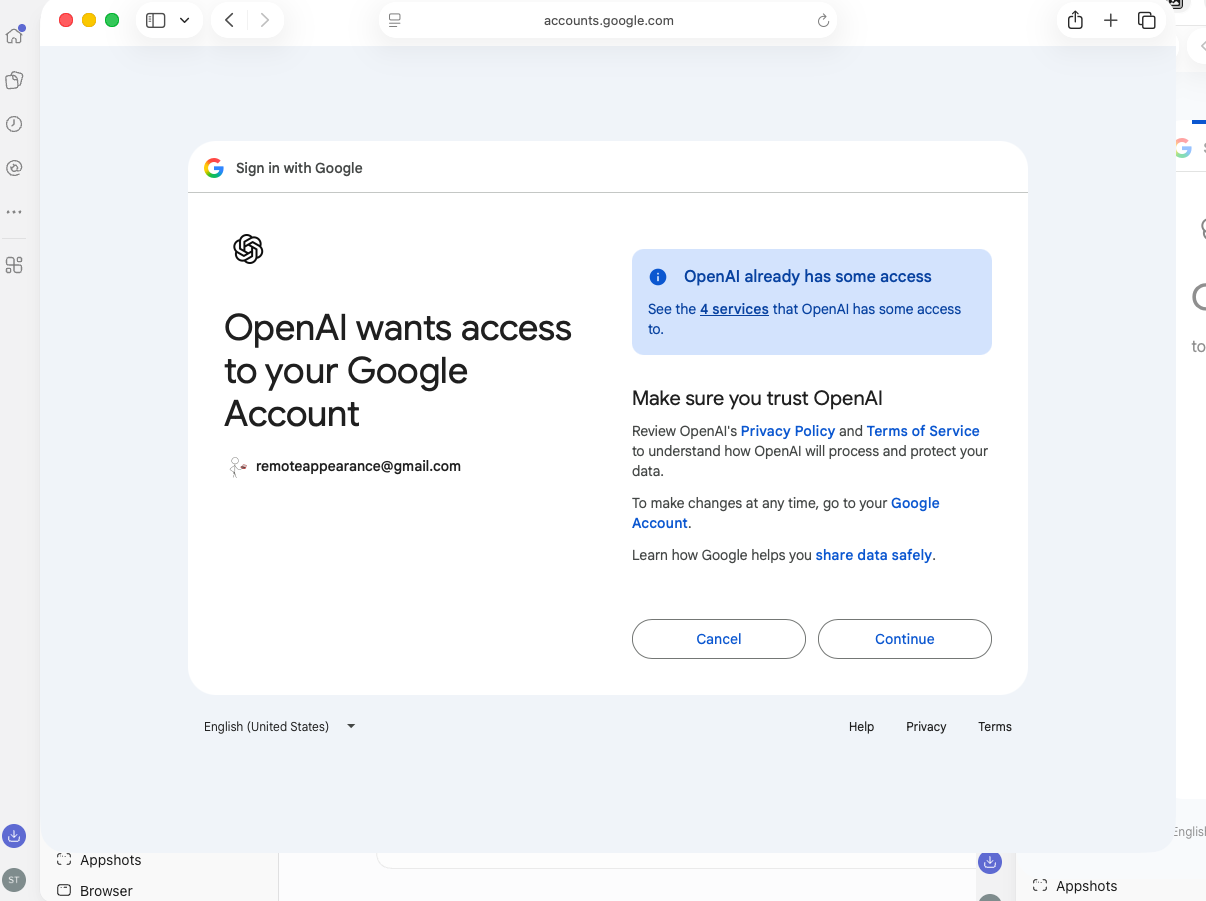 accounts.google.com
Sign in with Google
OpenAI wants access
to your Google
Account
remoteappearance@gmail.com
OpenAI already has some access
See the 4 services that OpenAI has some access
to.
Make sure you trust OpenAI
Review OpenAI's Privacy Policy and Terms of Service
to understand how OpenAI will process and protect your
data.
To make changes at any time, go to your Google
Account.
Learn how Google helps you share data safely.
Cancel
Continue
English (United States)
Help
Privacy
Terms
to
ST
Appshots
Browser
Englis
Appshots